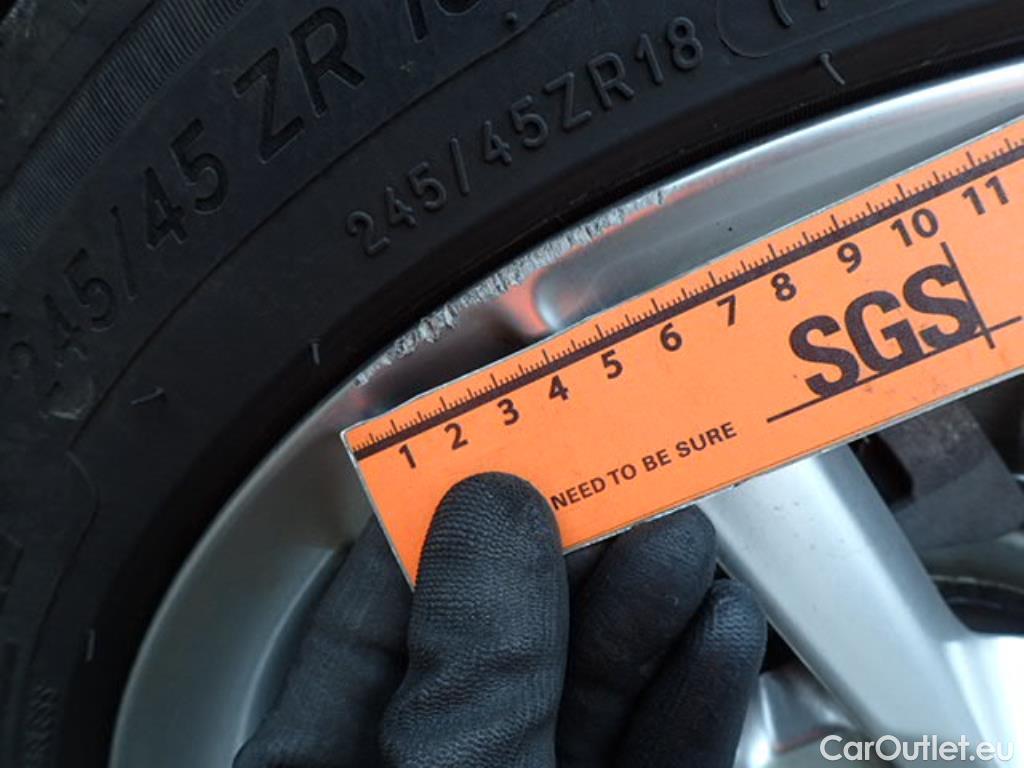 245/45 ZR 18
245/45ZR18
1 2 3 4 5 6 7 8 9 10 11
SGS
NEED TO BE SURE
CarOutlet.eu